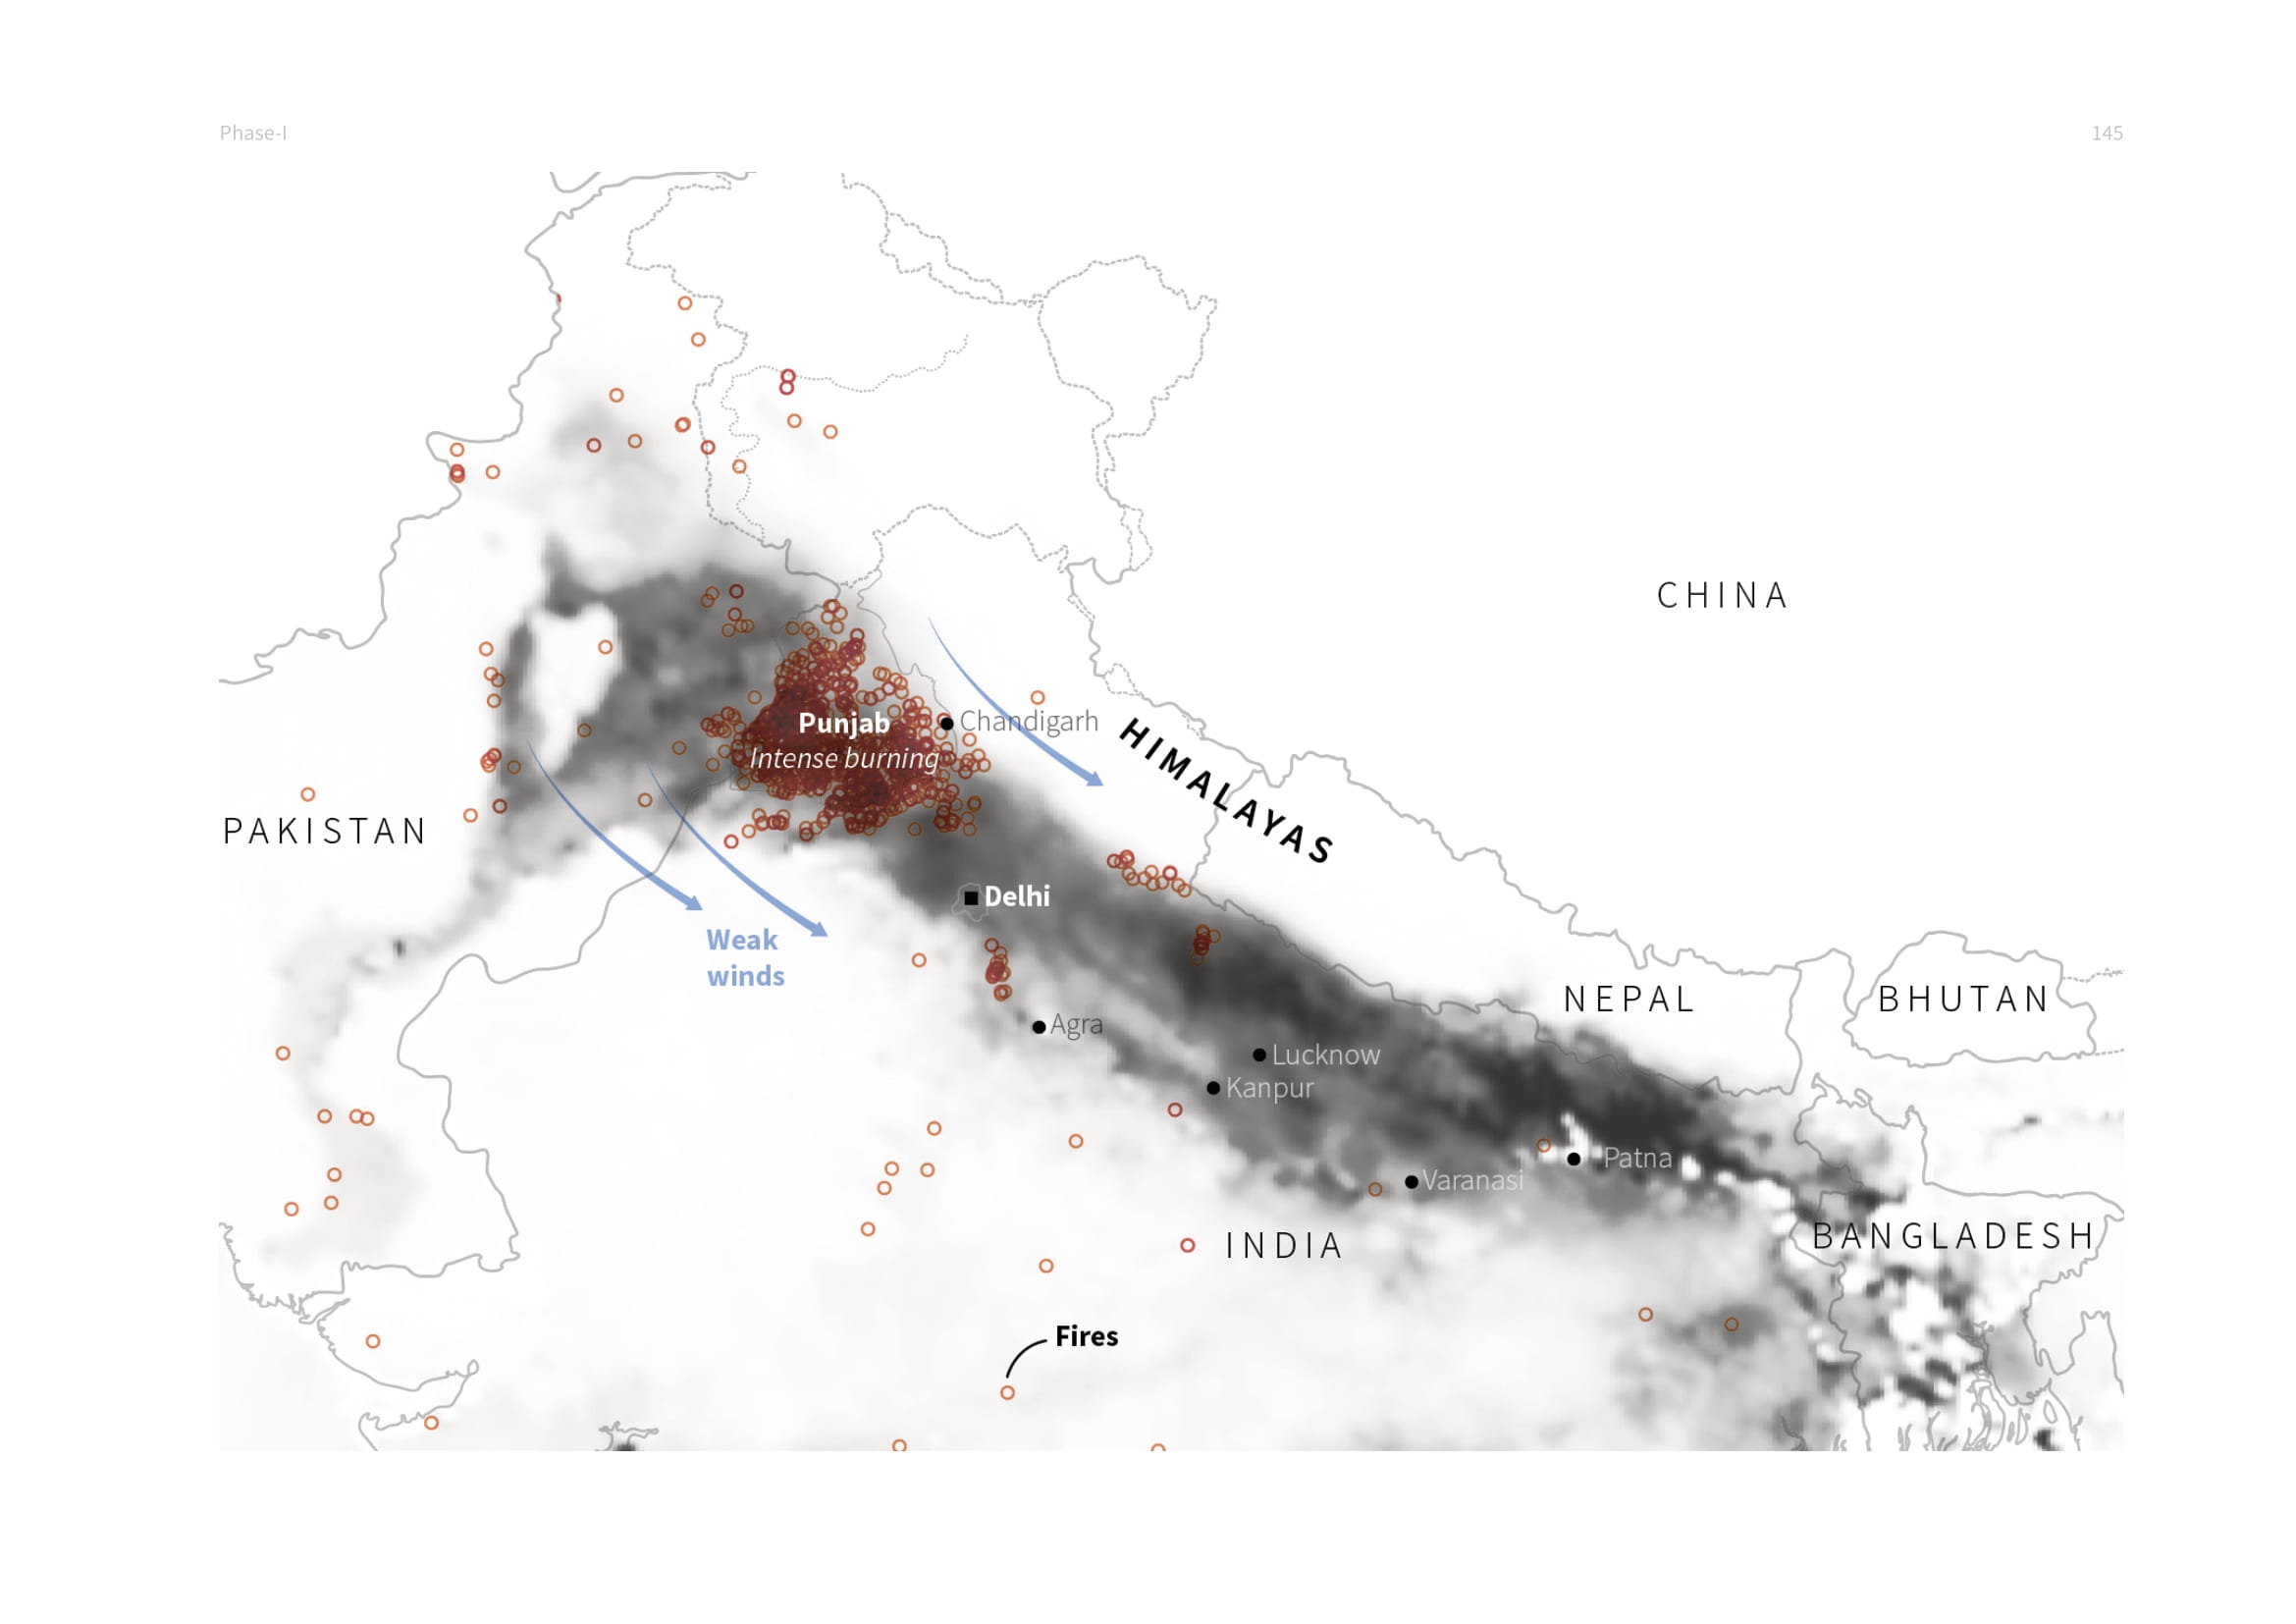 Phase-I
145
CHINA
Punjab
Intense burning
Chandigarh
HIMALAYAS
PAKISTAN
Delhi
Weak
winds
NEPAL
BHUTAN
Agra
Lucknow
Kanpur
Patna
Varanasi
BANGLADESH
INDIA
Fires